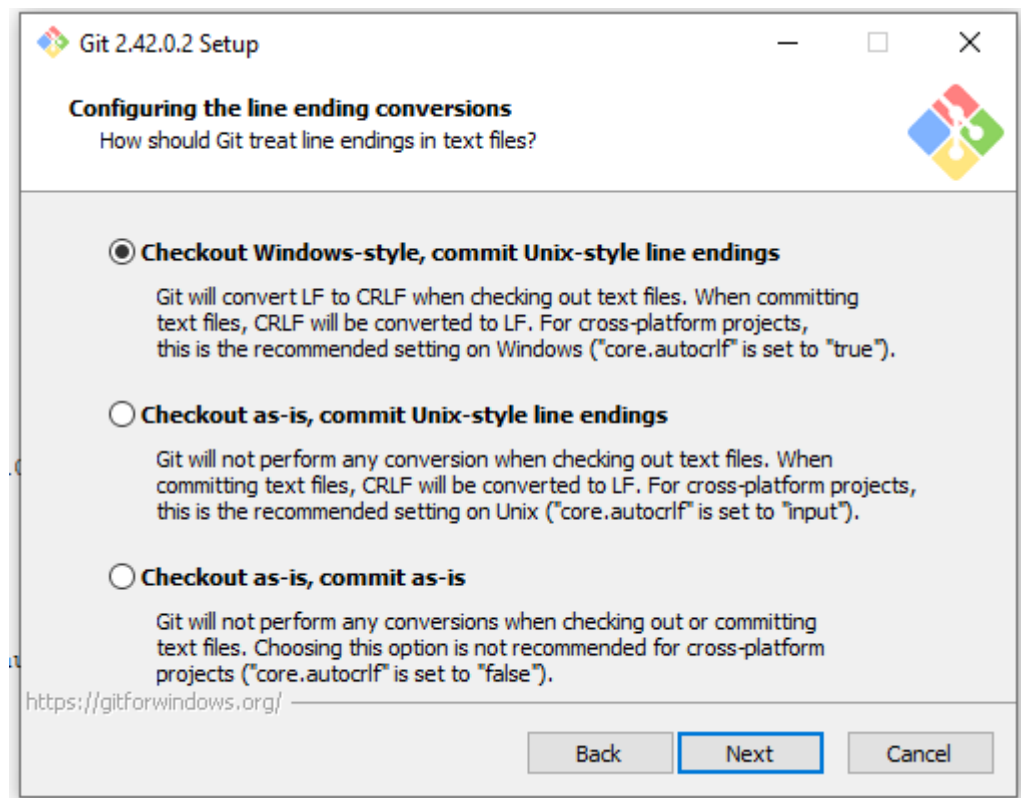 Git 2.42.0.2 Setup
Configuring the line ending conversions
How should Git treat line endings in text files?
Checkout Windows-style, commit Unix-style line endings
Git will convert LF to CRLF when checking out text files. When committing
text files, CRLF will be converted to LF. For cross-platform projects,
this is the recommended setting on Windows ("core.autocrlf" is set to "true").
Checkout as-is, commit Unix-style line endings
Git will not perform any conversion when checking out text files. When
committing text files, CRLF will be converted to LF. For cross-platform projects,
this is the recommended setting on Unix ("core.autocrlf" is set to "input").
Checkout as-is, commit as-is
Git will not perform any conversions when checking out or committing
text files. Choosing this option is not recommended for cross-platform
projects ("core.autocrlf" is set to "false").
https://gitforwindows.org/
Back Next Cancel